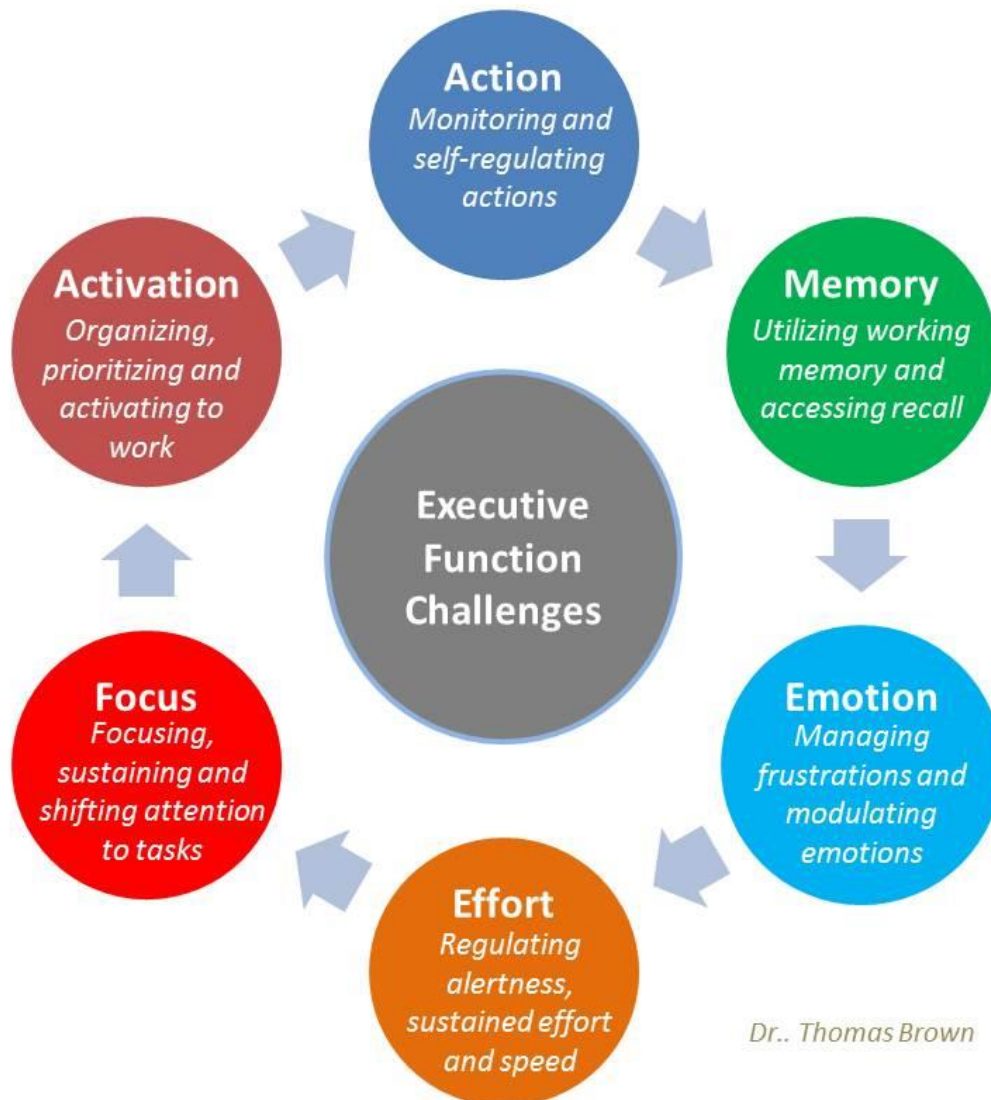 Action
Monitoring and
self-regulating
actions
Memory
Utilizing working
memory and
accessing recall
Emotion
Managing
frustrations and
modulating
emotions
Effort
Regulating
alertness,
sustained effort
and speed
Focus
Focusing,
sustaining and
shifting attention
to tasks
Activation
Organizing,
prioritizing and
activating to
work
Executive
Function
Challenges
Dr.. Thomas Brown